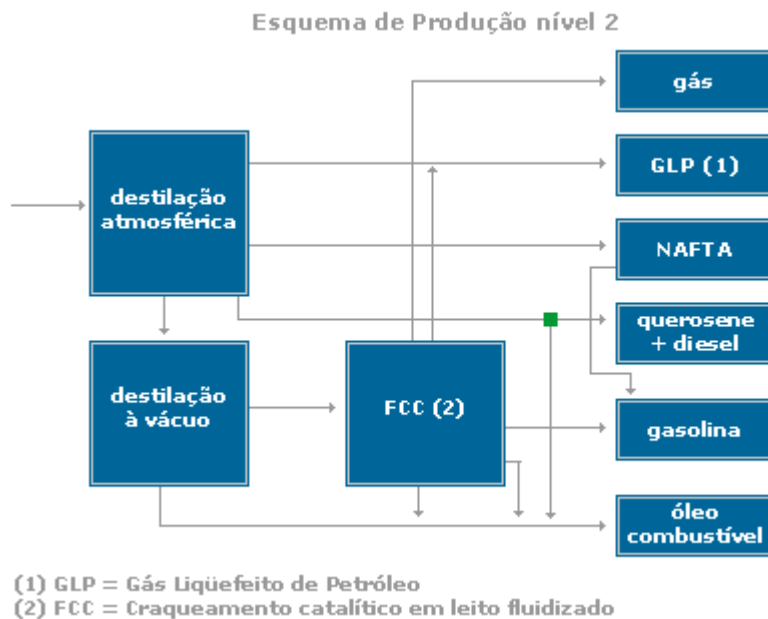 Esquema de Produção nível 2
gás
GLP (1)
destilação
atmosférica
NAFTA
querosene
+ diesel
destilação
à vácuo
FCC (2)
gasolina
óleo
combustível
(1) GLP = Gás Liqüefeito de Petróleo
(2) FCC = Craqueamento catalítico em leito fluidizado